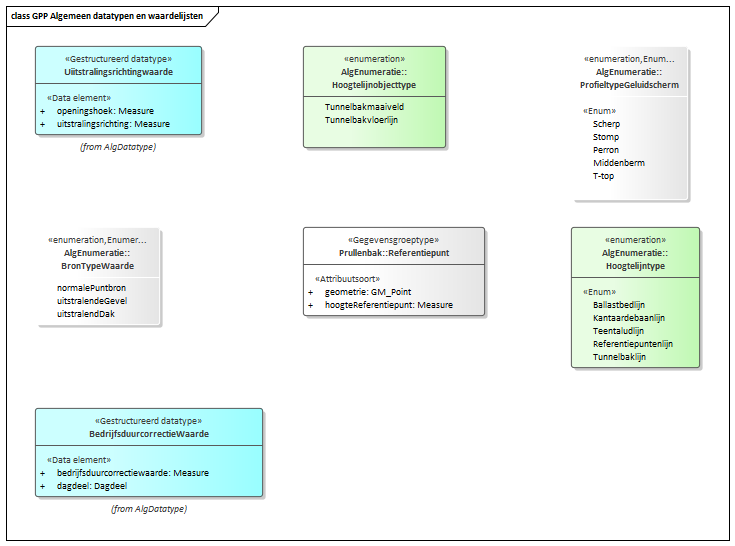 class GPP Algemeen datatypen en waardelijsten
«Gestructureerd datatype»
Uiitstralingsrichtingwaarde
«Data element»
+ openingshoek: Measure
+ uitstralingsrichting: Measure
(from AlgDatatype)
«enumeration»
AlgEnumeratie::
Hoogtelijnobjecttype
Tunnelbakmaaiveld
Tunnelbakvloerlijn
«enumeration,Enum...
AlgEnumeratie::
ProfieltypeGeluidscherm
«Enum»
Scherp
Stomp
Perron
Middenberm
T-top
«enumeration,Enumer...
AlgEnumeratie::
BronTypeWaarde
normalePuntbron
uitstralendeGevel
uitstralendDak
«Gegevensgroeptype»
Prullenbak::Referentiepunt
«Attribuutsoort»
+ geometrie: GM_Point
+ hoogteReferentiepunt: Measure
«enumeration»
AlgEnumeratie::
Hoogtelijntype
«Enum»
Ballastbedlijn
Kantaardebaanlijn
Teentaludlijn
Referentiepuntenlijn
Tunnelbaklijn
«Gestructureerd datatype»
BedrijfsduurcorrectieWaarde
«Data element»
+ bedrijfsduurcorrectiewaarde: Measure
+ dagdeel: Dagdeel
(from AlgDatatype)